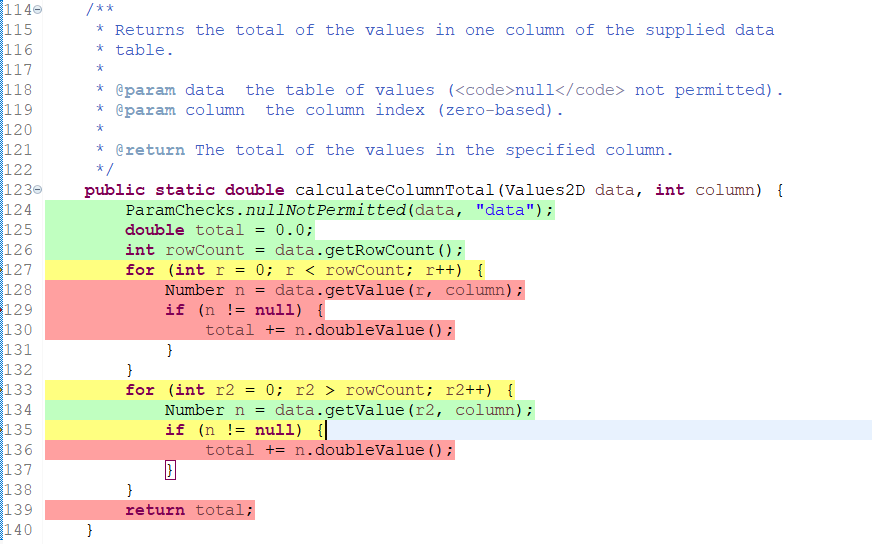 114 /**
115 * Returns the total of the values in one column of the supplied data
116 * table.
117 *
118 * @param data  the table of values (<code>null</code> not permitted).
119 * @param column  the column index (zero-based).
120 *
121 * @return The total of the values in the specified column.
122 */
123 public static double calculateColumnTotal(Values2D data, int column) {
124 ParamChecks.nullNotPermitted(data, "data");
125 double total = 0.0;
126 int rowCount = data.getRowCount();
127 for (int r = 0; r < rowCount; r++) {
128 Number n = data.getValue(r, column);
129 if (n != null) {
130 total += n.doubleValue();
131 }
132 }
133 for (int r2 = 0; r2 > rowCount; r2++) {
134 Number n = data.getValue(r2, column);
135 if (n != null) {
136 total += n.doubleValue();
137 }
138 }
139 return total;
140 }